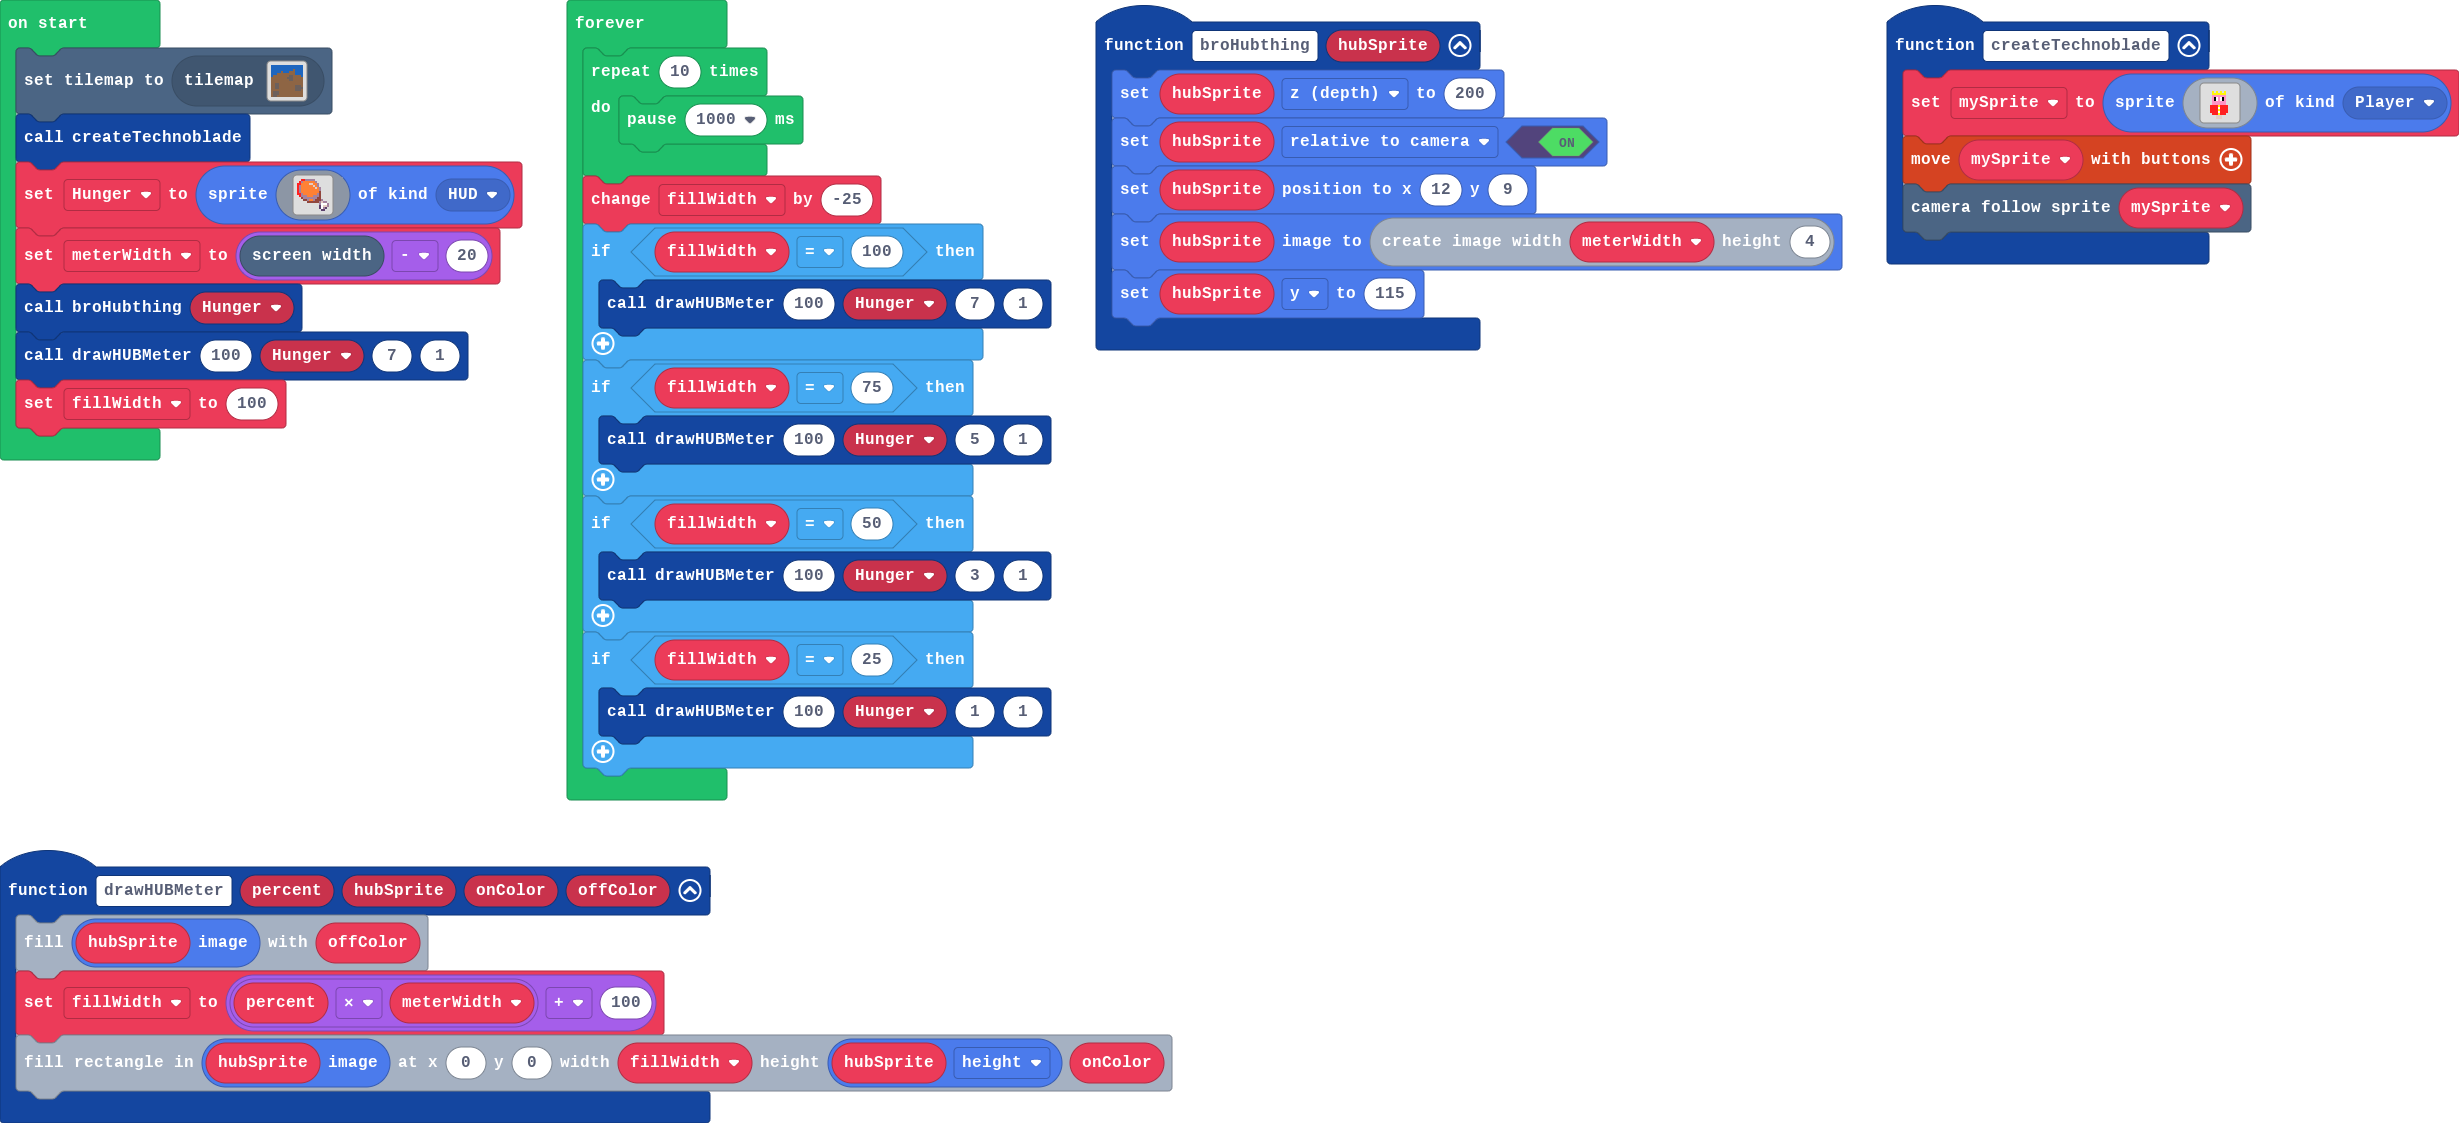 on start
set tilemap to tilemap
call createTechnoblade
set Hunger to sprite of kind HUD
set meterWidth to screen width - 20
call broHubthing Hunger
call drawHUBMeter 100 Hunger 7 1
set fillWidth to 100
forever
repeat 10 times
do
pause 1000 ms
change fillWidth by -25
if fillWidth = 100 then
call drawHUBMeter 100 Hunger 7 1
if fillWidth = 75 then
call drawHUBMeter 100 Hunger 5 1
if fillWidth = 50 then
call drawHUBMeter 100 Hunger 3 1
if fillWidth = 25 then
call drawHUBMeter 100 Hunger 1 1
function broHubthing hubSprite
set hubSprite z (depth) to 200
set hubSprite relative to camera ON
set hubSprite position to x 12 y 9
set hubSprite image to create image width meterWidth height 4
set hubSprite y to 115
function createTechnoblade
set mySprite to sprite of kind Player
move mySprite with buttons
camera follow sprite mySprite
function drawHUBMeter percent hubSprite onColor offColor
fill hubSprite image with offColor
set fillWidth to percent × meterWidth + 100
fill rectangle in hubSprite image at x 0 y 0 width fillWidth height hubSprite height onColor